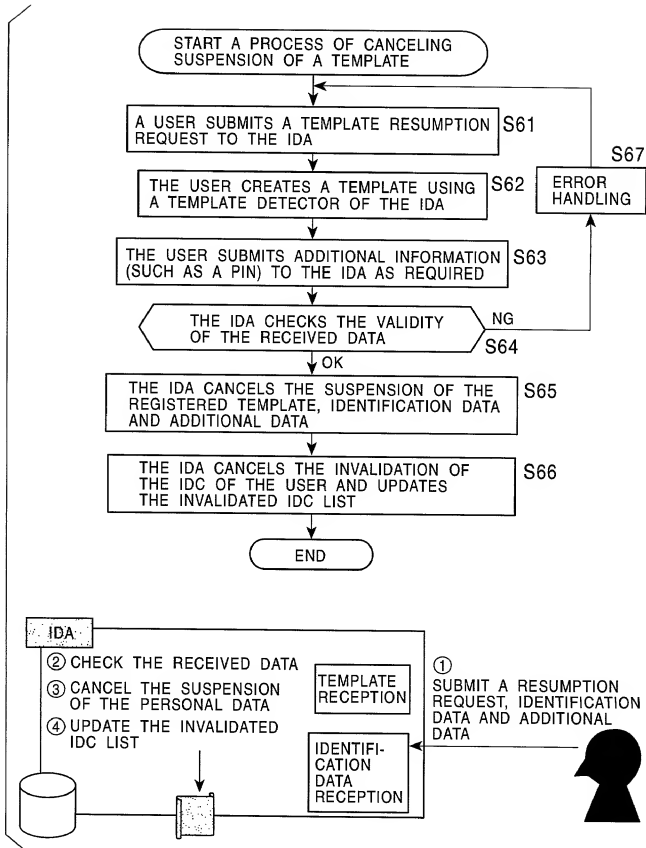 START A PROCESS OF CANCELING
SUSPENSION OF A TEMPLATE
A USER SUBMITS A TEMPLATE RESUMPTION
REQUEST TO THE IDA
S61
S67
ERROR
HANDLING
THE USER CREATES A TEMPLATE USING
A TEMPLATE DETECTOR OF THE IDA
S62
THE USER SUBMITS ADDITIONAL INFORMATION
(SUCH AS A PIN) TO THE IDA AS REQUIRED
S63
THE IDA CHECKS THE VALIDITY
OF THE RECEIVED DATA
NG
S64
OK
THE IDA CANCELS THE SUSPENSION OF THE
REGISTERED TEMPLATE, IDENTIFICATION DATA
AND ADDITIONAL DATA
S65
THE IDA CANCELS THE INVALIDATION OF
THE IDC OF THE USER AND UPDATES
THE INVALIDATED IDC LIST
S66
END
IDA
② CHECK THE RECEIVED DATA
③ CANCEL THE SUSPENSION
OF THE PERSONAL DATA
④ UPDATE THE INVALIDATED
IDC LIST
TEMPLATE
RECEPTION
IDENTIFI-
CATION
DATA
RECEPTION
①
SUBMIT A RESUMPTION
REQUEST, IDENTIFICATION
DATA AND ADDITIONAL
DATA